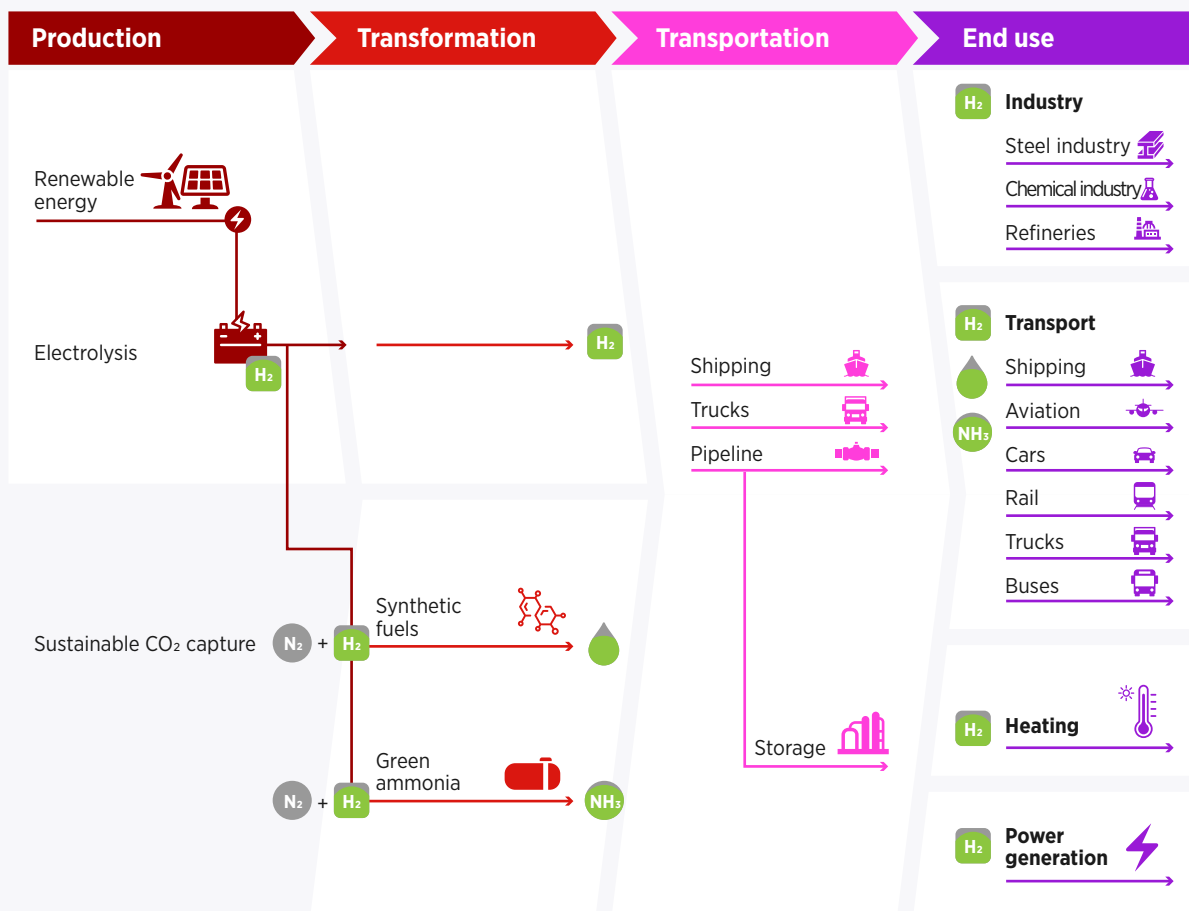 Production
Transformation
Transportation
End use
Renewable
energy
Electrolysis
H₂
H₂
Sustainable CO₂ capture
N₂ + H₂
Synthetic
fuels
N₂ + H₂
Green
ammonia
NH₃
Shipping
Trucks
Pipeline
Storage
H₂ Industry
Steel industry
Chemical industry
Refineries
H₂ Transport
NH₃
Shipping
Aviation
Cars
Rail
Trucks
Buses
H₂ Heating
H₂ Power
generation